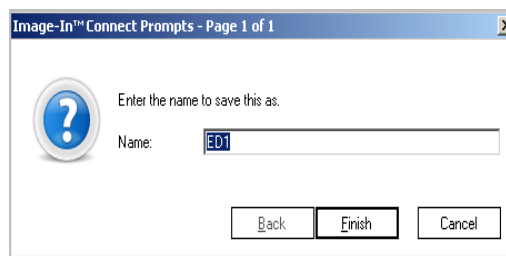 Image-In™ Connect Prompts - Page 1 of 1
Enter the name to save this as.
Name: ED1
Back Finish Cancel